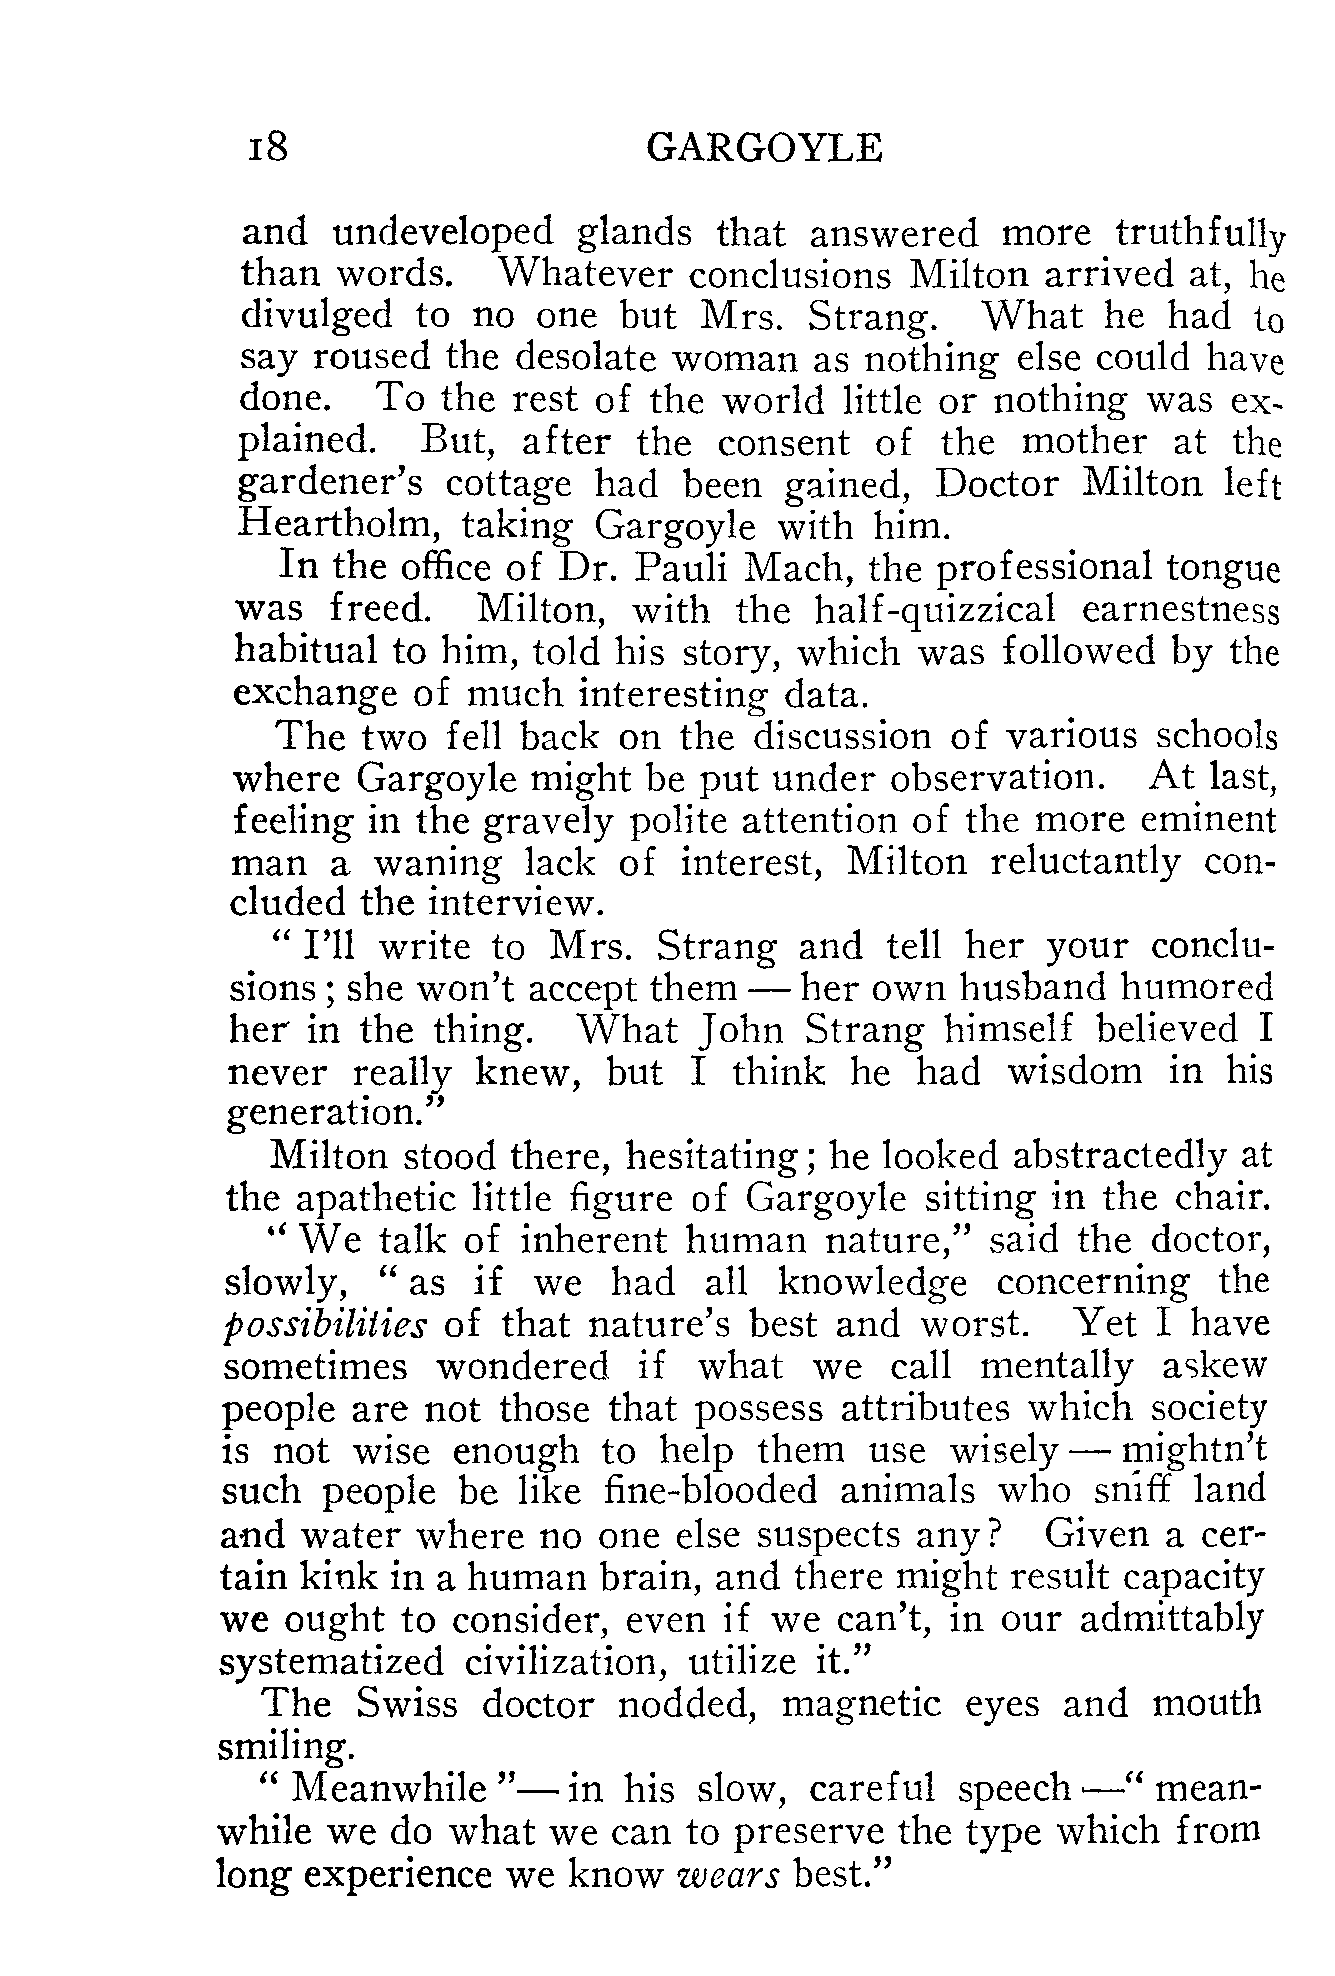 18 GARGOYLE
and undeveloped glands that answered more truthfully
than words. Whatever conclusions Milton arrived at, he
divulged to no one but Mrs. Strang. What he had to
say roused the desolate woman as nothing else could have
done. To the rest of the world little or nothing was ex-
plained. But, after the consent of the mother at the
gardener's cottage had been gained, Doctor Milton left
Heartholm, taking Gargoyle with him.
In the office of Dr. Pauli Mach, the professional tongue
was freed. Milton, with the half-quizzical earnestness
habitual to him, told his story, which was followed by the
exchange of much interesting data.
The two fell back on the discussion of various schools
where Gargoyle might be put under observation. At last,
feeling in the gravely polite attention of the more eminent
man a waning lack of interest, Milton reluctantly con-
cluded the interview.
“ I'll write to Mrs. Strang and tell her your conclu-
sions ; she won't accept them — her own husband humored
her in the thing. What John Strang himself believed I
never really knew, but I think he had wisdom in his
generation.”
Milton stood there, hesitating ; he looked abstractedly at
the apathetic little figure of Gargoyle sitting in the chair.
“ We talk of inherent human nature,” said the doctor,
slowly, “ as if we had all knowledge concerning the
possibilities of that nature's best and worst. Yet I have
sometimes wondered if what we call mentally askew
people are not those that possess attributes which society
is not wise enough to help them use wisely — mightn't
such people be like fine-blooded animals who sniff land
and water where no one else suspects any ? Given a cer-
tain kink in a human brain, and there might result capacity
we ought to consider, even if we can't, in our admittably
systematized civilization, utilize it.”
The Swiss doctor nodded, magnetic eyes and mouth
smiling.
“ Meanwhile ”— in his slow, careful speech —“ mean-
while we do what we can to preserve the type which from
long experience we know wears best.”